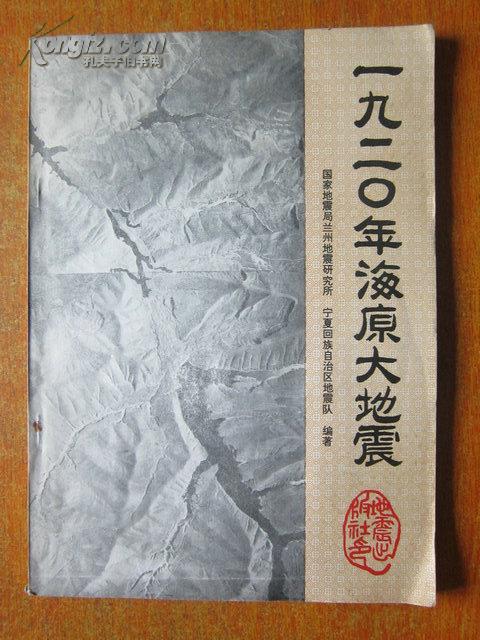 Kongfz.com
孔夫子旧书网
一九二〇年海原大地震
国家地震局兰州地震研究所 宁夏回族自治区地震队 编著
地震出版社